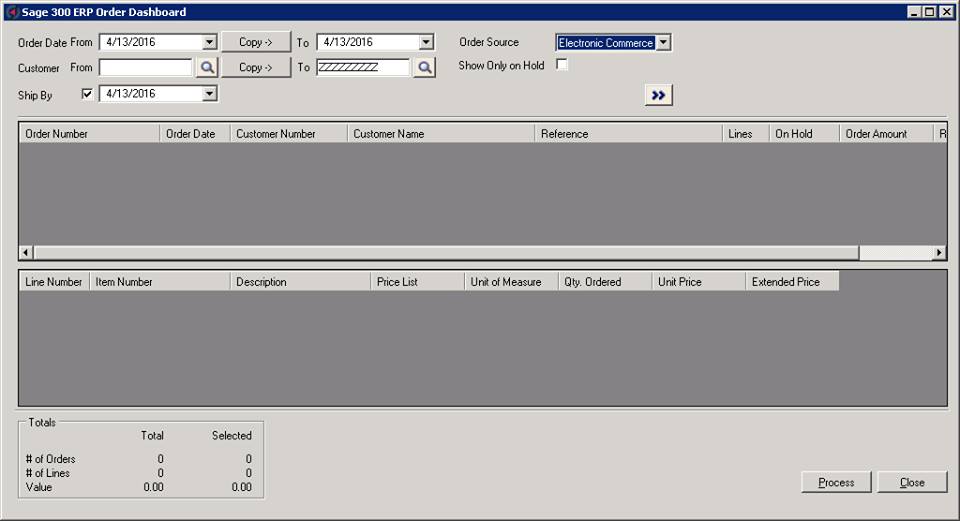 Sage 300 ERP Order Dashboard
Order Date From 4/13/2016 Copy -> To 4/13/2016 Order Source Electronic Commerce
Customer From Copy -> To ZZZZZZZZZ Show Only on Hold
Ship By 4/13/2016
Order Number Order Date Customer Number Customer Name Reference Lines On Hold Order Amount R
Line Number Item Number Description Price List Unit of Measure Qty. Ordered Unit Price Extended Price
Totals
Total Selected
# of Orders 0 0
# of Lines 0 0
Value 0.00 0.00
Process Close